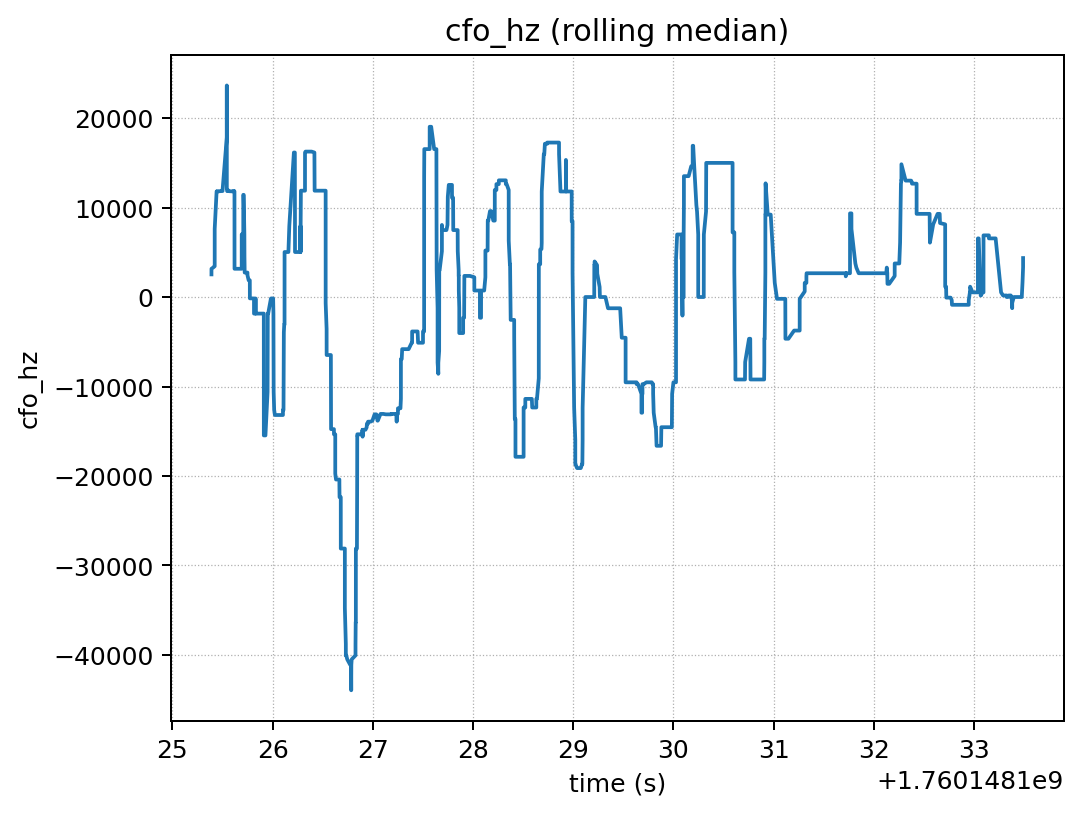 cfo_hz (rolling median)
cfo_hz
20000
10000
0
−10000
−20000
−30000
−40000
25 26 27 28 29 30 31 32 33
time (s)
+1.7601481e9